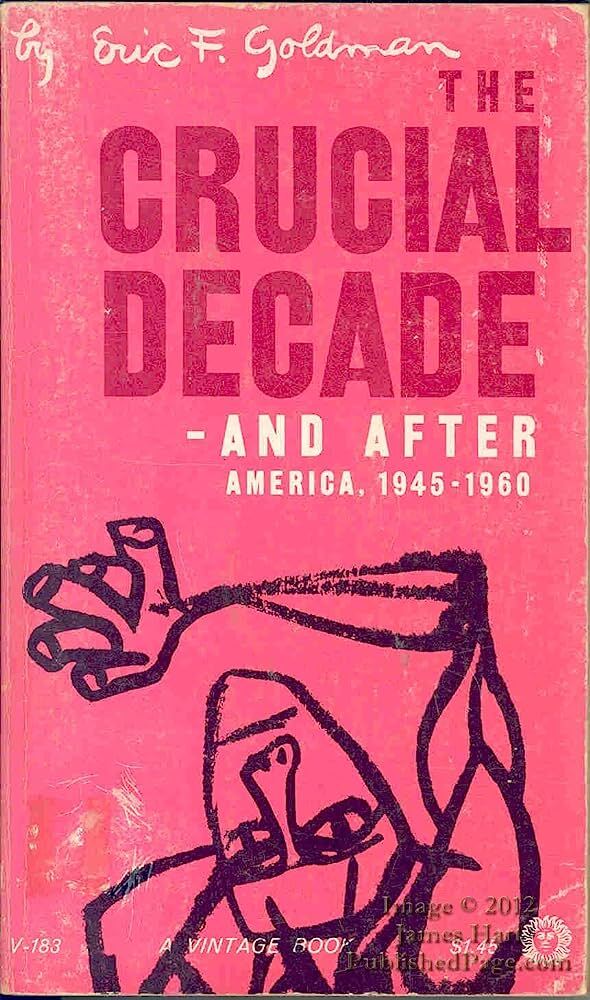 by Eric F. Goldman
THE
CRUCIAL
DECADE
- AND AFTER
AMERICA, 1945-1960
V-183 A VINTAGE BOOK $1.45
Image © 2012
James
PublishedPage.com